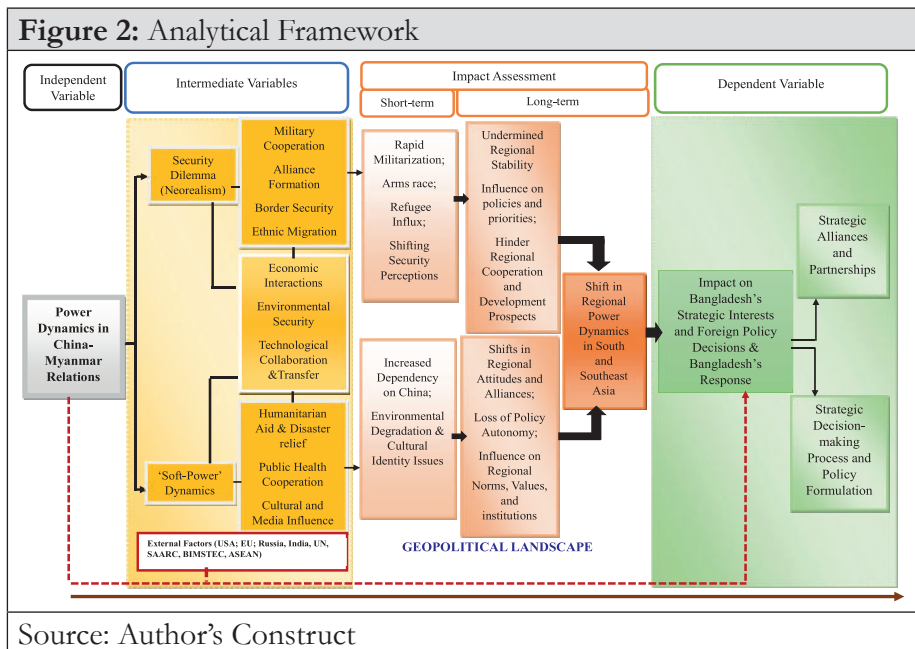 Figure 2: Analytical Framework
Independent
Variable
Intermediate Variables
Impact Assessment
Short-term
Long-term
Dependent Variable
Power
Dynamics in
China-
Myanmar
Relations
Security
Dilemma
(Neorealism)
'Soft-Power'
Dynamics
Military
Cooperation
Alliance
Formation
Border Security
Ethnic Migration
Economic
Interactions
Environmental
Security
Technological
Collaboration
&Transfer
Humanitarian
Aid & Disaster
relief
Public Health
Cooperation
Cultural and
Media Influence
External Factors (USA; EU; Russia, India, UN,
SAARC, BIMSTEC, ASEAN)
Rapid
Militarization;
Arms race;
Refugee
Influx;
Shifting
Security
Perceptions
Increased
Dependency
on China;
Environmental
Degradation &
Cultural
Identity Issues
Undermined
Regional
Stability
Influence on
policies and
priorities;
Hinder
Regional
Cooperation
and
Development
Prospects
Shifts in
Regional
Attitudes and
Alliances;
Loss of Policy
Autonomy;
Influence on
Regional
Norms, Values,
and
institutions
GEOPOLITICAL LANDSCAPE
Shift in
Regional
Power
Dynamics
in South
and
Southeast
Asia
Impact on
Bangladesh's
Strategic Interests
and Foreign Policy
Decisions &
Bangladesh's
Response
Strategic
Alliances
and
Partnerships
Strategic
Decision-
making
Process and
Policy
Formulation
Source: Author's Construct